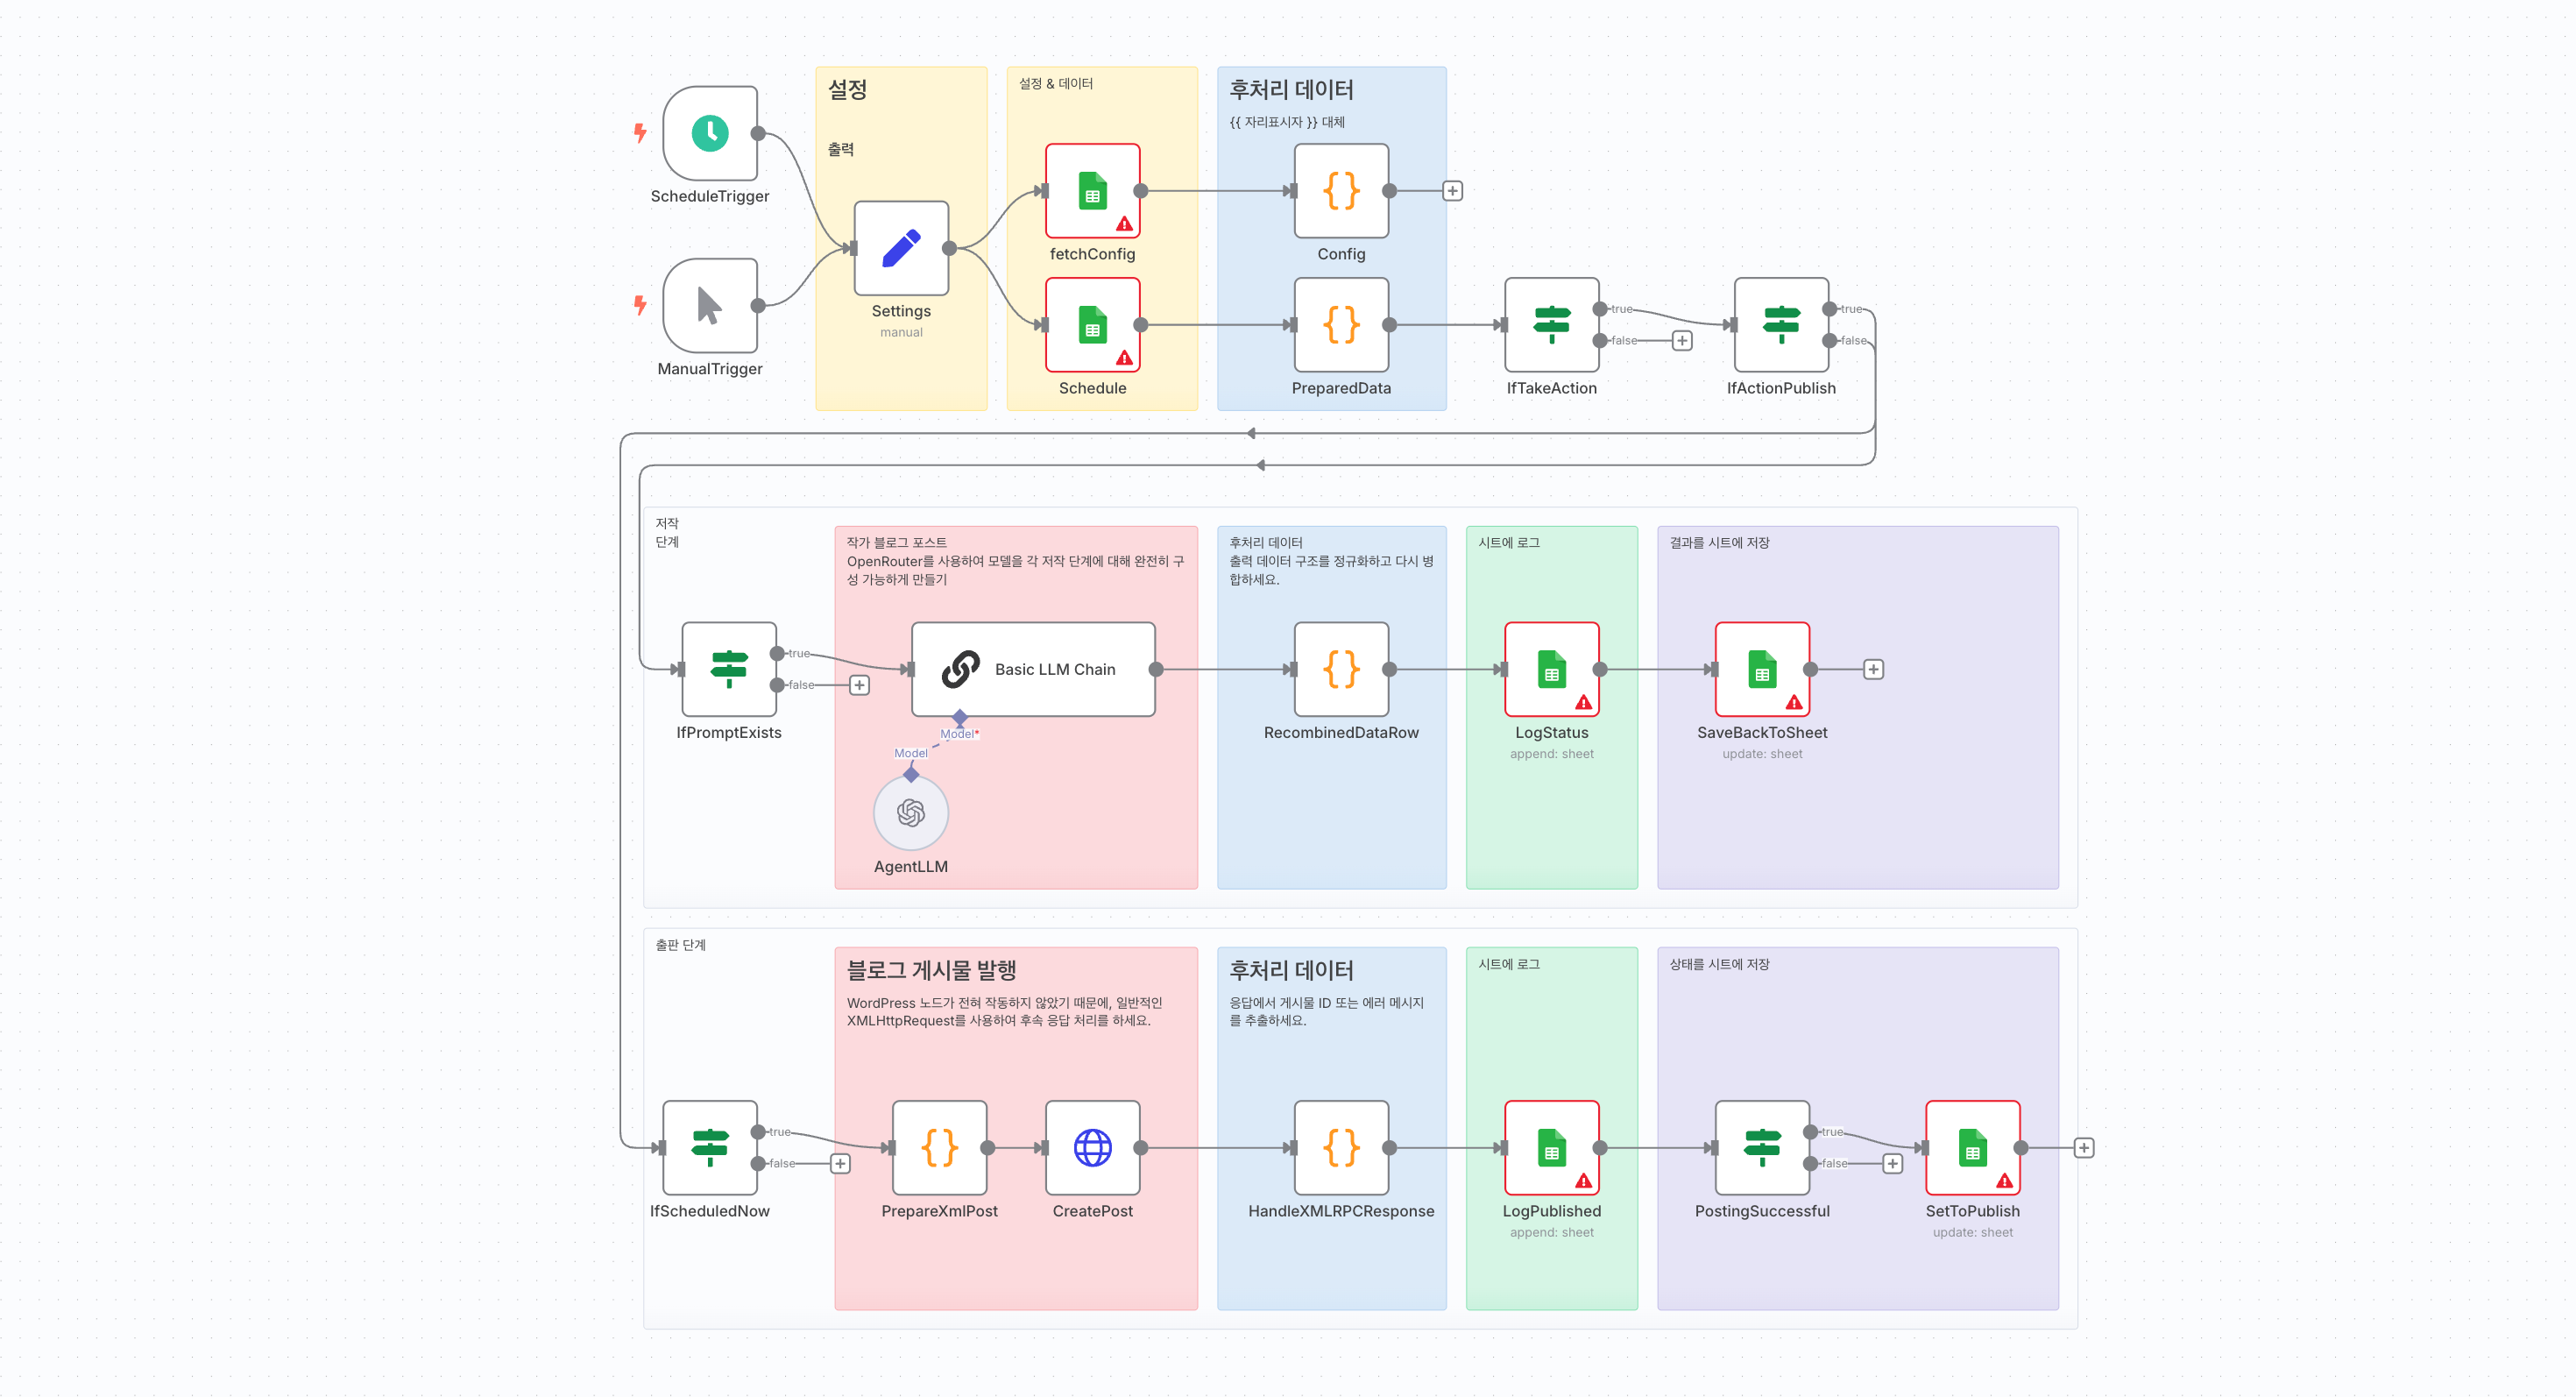 설정
출력
설정 & 데이터
후처리 데이터
{{ 자리표시자 }} 대체
ScheduleTrigger
ManualTrigger
Settings
manual
fetchConfig
Schedule
Config
PreparedData
true
false
IfTakeAction
true
false
IfActionPublish
저작
단계
작가 블로그 포스트
OpenRouter를 사용하여 모델을 각 저작 단계에 대해 완전히 구
성 가능하게 만들기
후처리 데이터
출력 데이터 구조를 정규화하고 다시 병
합하세요.
시트에 로그
결과를 시트에 저장
true
false
IfPromptExists
Basic LLM Chain
Model*
Model
AgentLLM
RecombinedDataRow
LogStatus
append: sheet
SaveBackToSheet
update: sheet
출판 단계
블로그 게시물 발행
WordPress 노드가 전혀 작동하지 않았기 때문에, 일반적인
XMLHttpRequest를 사용하여 후속 응답 처리를 하세요.
후처리 데이터
응답에서 게시물 ID 또는 에러 메시지
를 추출하세요.
시트에 로그
상태를 시트에 저장
true
false
IfScheduledNow
PrepareXmlPost
CreatePost
HandleXMLRPCResponse
LogPublished
append: sheet
true
false
PostingSuccessful
SetToPublish
update: sheet